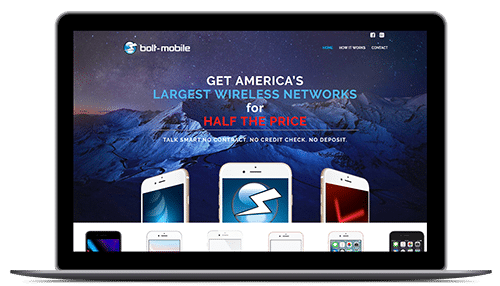 bolt-mobile
HOME HOW IT WORKS CONTACT
GET AMERICA'S
LARGEST WIRELESS NETWORKS
for
HALF THE PRICE
TALK SMART NO CONTRACT. NO CREDIT CHECK. NO DEPOSIT.